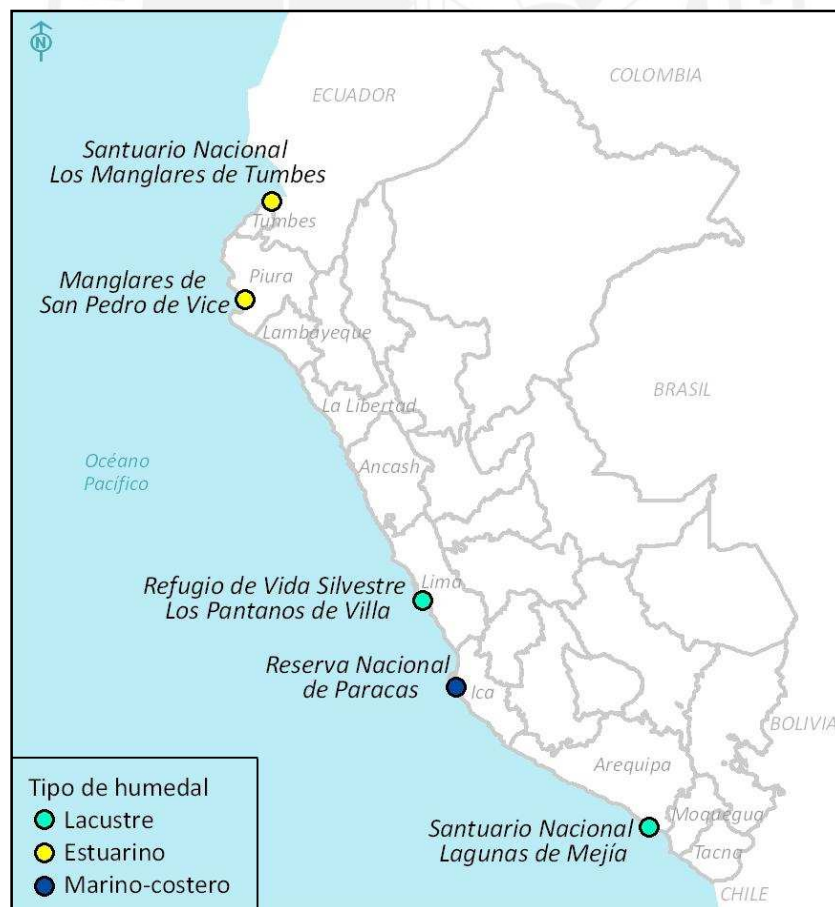 N
COLOMBIA
ECUADOR
Santuario Nacional
Los Manglares de Tumbes
Tumbes
Manglares de
San Pedro de Vice
Piura
Lambayeque
La Libertad
BRASIL
Océano
Pacífico
Ancash
Refugio de Vida Silvestre
Los Pantanos de Villa
Lima
Reserva Nacional
de Paracas
Ica
BOLIVIA
Arequipa
Santuario Nacional
Lagunas de Mejía
Moquegua
Tacna
CHILE
Tipo de humedal
Lacustre
Estuarino
Marino-costero